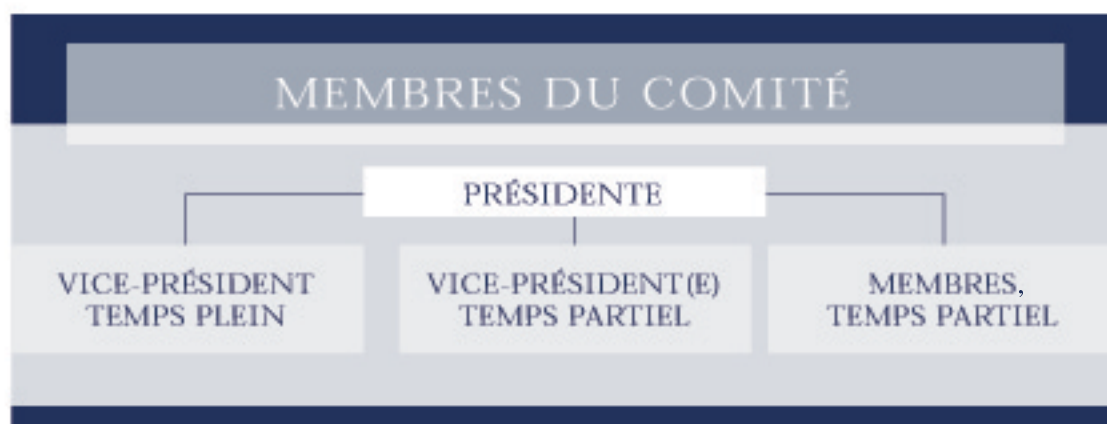 MEMBRES DU COMITÉ
PRÉSIDENTE
VICE-PRÉSIDENT
TEMPS PLEIN
VICE-PRÉSIDENT(E)
TEMPS PARTIEL
MEMBRES,
TEMPS PARTIEL